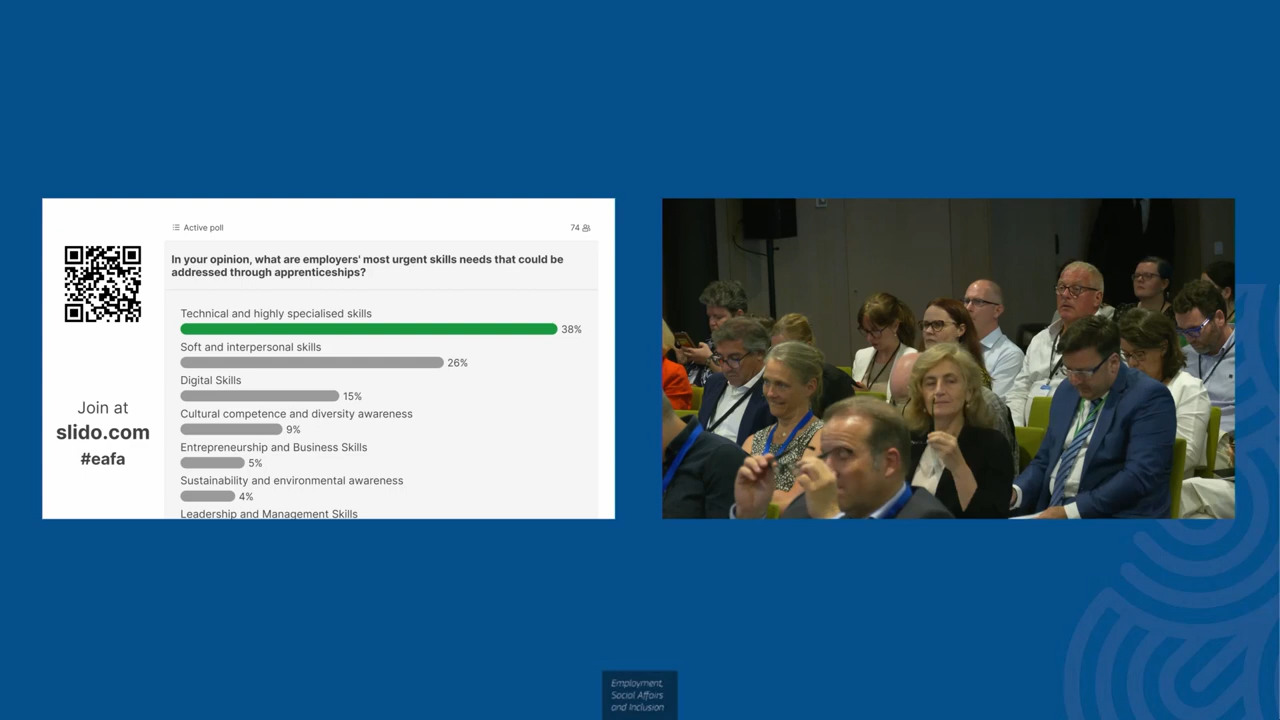 Active poll
74
In your opinion, what are employers' most urgent skills needs that could be
addressed through apprenticeships?
Technical and highly specialised skills
38%
Soft and interpersonal skills
26%
Digital Skills
15%
Cultural competence and diversity awareness
9%
Entrepreneurship and Business Skills
5%
Sustainability and environmental awareness
4%
Leadership and Management Skills
Join at
slido.com
#eafa
Employment,
Social Affairs
and Inclusion